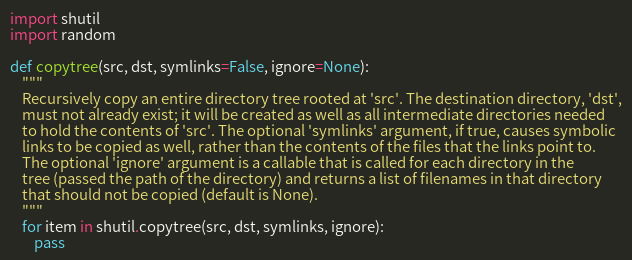 import shutil
import random

def copytree(src, dst, symlinks=False, ignore=None):
    """
    Recursively copy an entire directory tree rooted at 'src'. The destination directory, 'dst',
    must not already exist; it will be created as well as all intermediate directories needed
    to hold the contents of 'src'. The optional 'symlinks' argument, if true, causes symbolic
    links to be copied as well, rather than the contents of the files that the links point to.
    The optional 'ignore' argument is a callable that is called for each directory in the
    tree (passed the path of the directory) and returns a list of filenames in that directory
    that should not be copied (default is None).
    """
    for item in shutil.copytree(src, dst, symlinks, ignore):
        pass